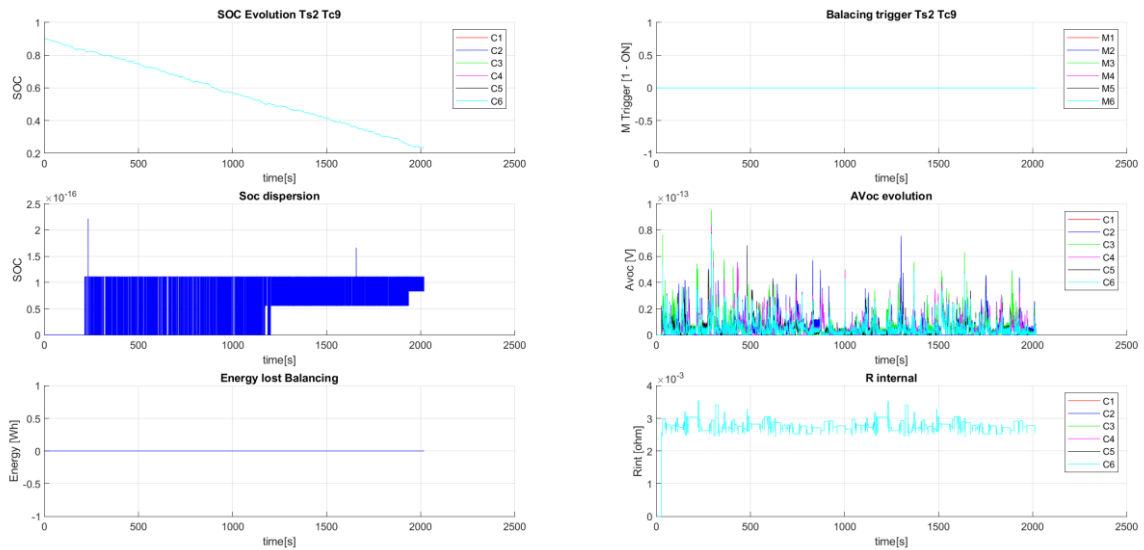 SOC Evolution Ts2 Tc9
SOC
1
0.8
0.6
0.4
0.2
0 500 1000 1500 2000 2500
time[s]
C1
C2
C3
C4
C5
C6
Balacing trigger Ts2 Tc9
M Trigger [1 - ON]
1
0.5
0
-0.5
-1
0 500 1000 1500 2000 2500
time[s]
M1
M2
M3
M4
M5
M6
Soc dispersion
×10^-16
SOC
2.5
2
1.5
1
0.5
0
0 500 1000 1500 2000 2500
time[s]
AVoc evolution
×10^-13
Avoc [V]
1
0.8
0.6
0.4
0.2
0
0 500 1000 1500 2000 2500
time[s]
C1
C2
C3
C4
C5
C6
Energy lost Balancing
Energy [Wh]
1
0.5
0
-0.5
-1
0 500 1000 1500 2000 2500
time[s]
R internal
×10^-3
Rint [ohm]
4
3
2
1
0
0 500 1000 1500 2000 2500
time[s]
C1
C2
C3
C4
C5
C6